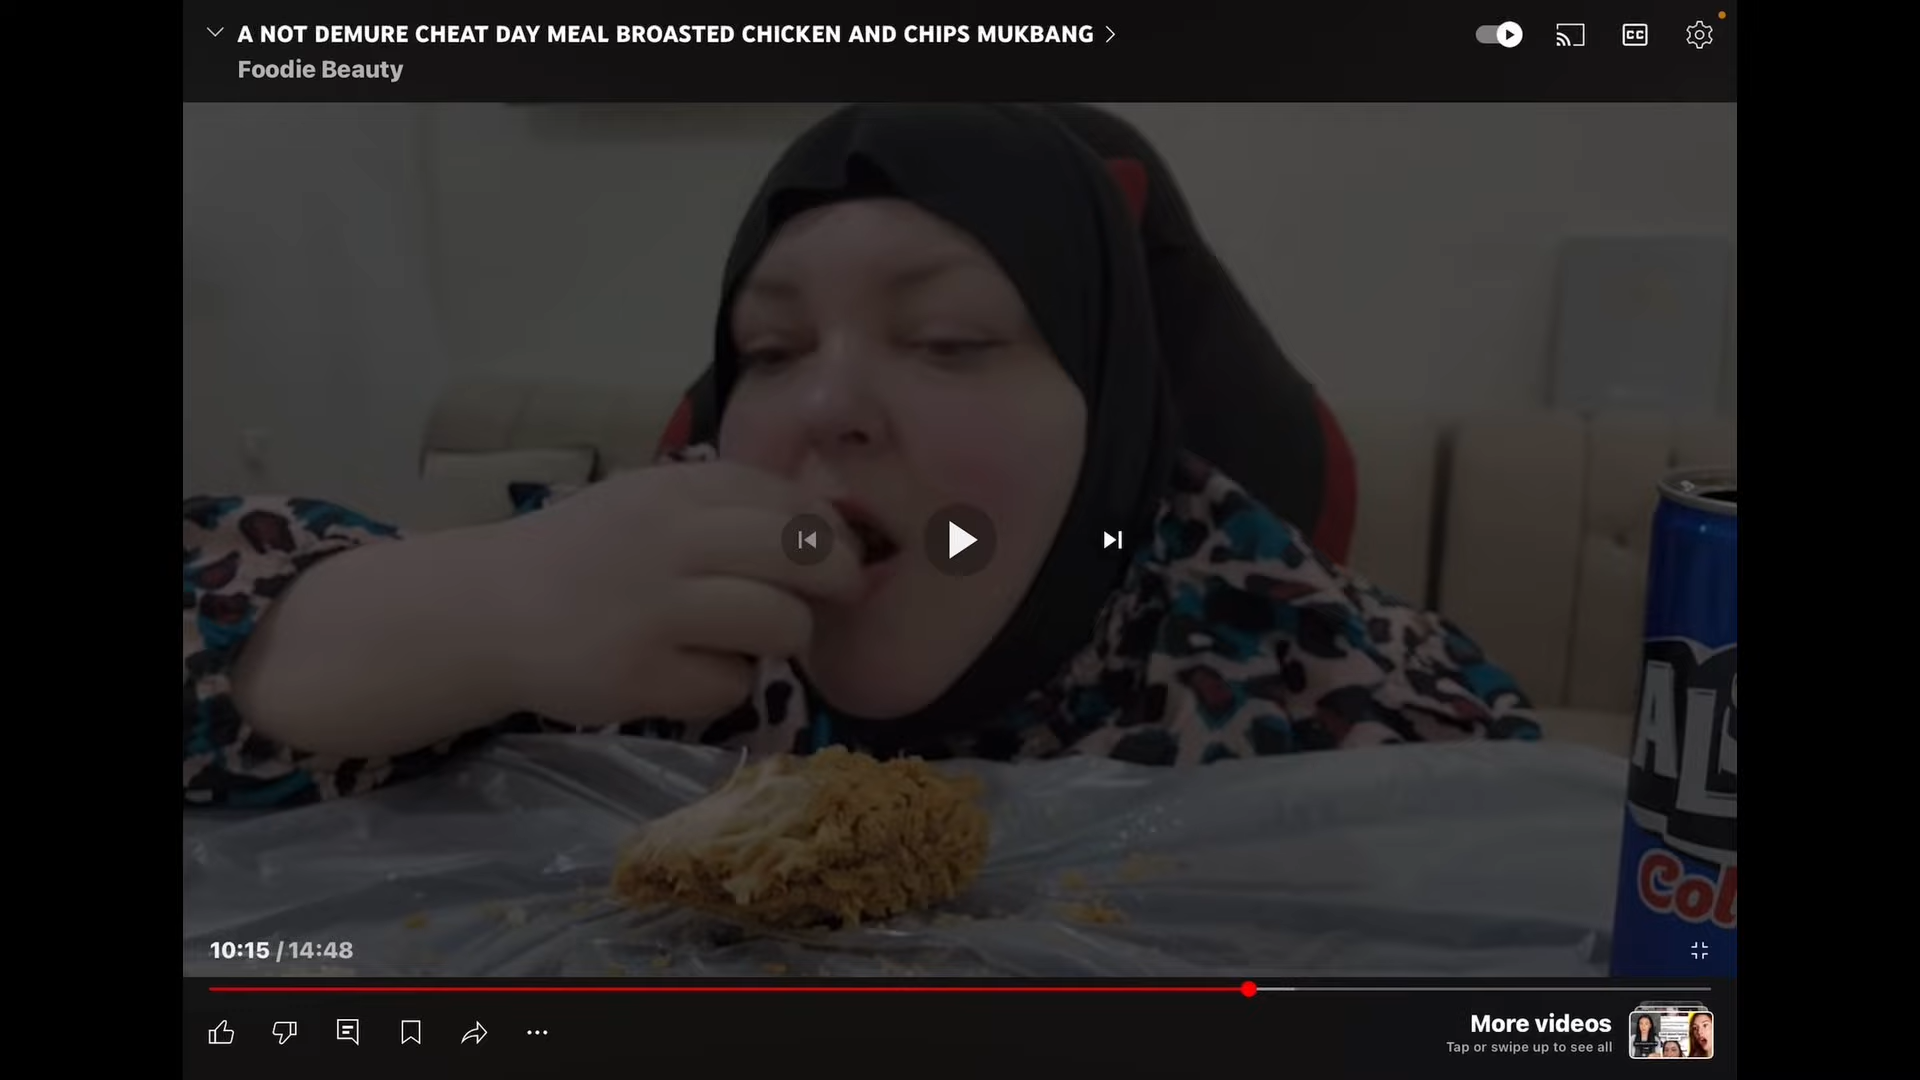 A NOT DEMURE CHEAT DAY MEAL BROASTED CHICKEN AND CHIPS MUKBANG
Foodie Beauty
CC
10:15 / 14:48
More videos
Tap or swipe up to see all